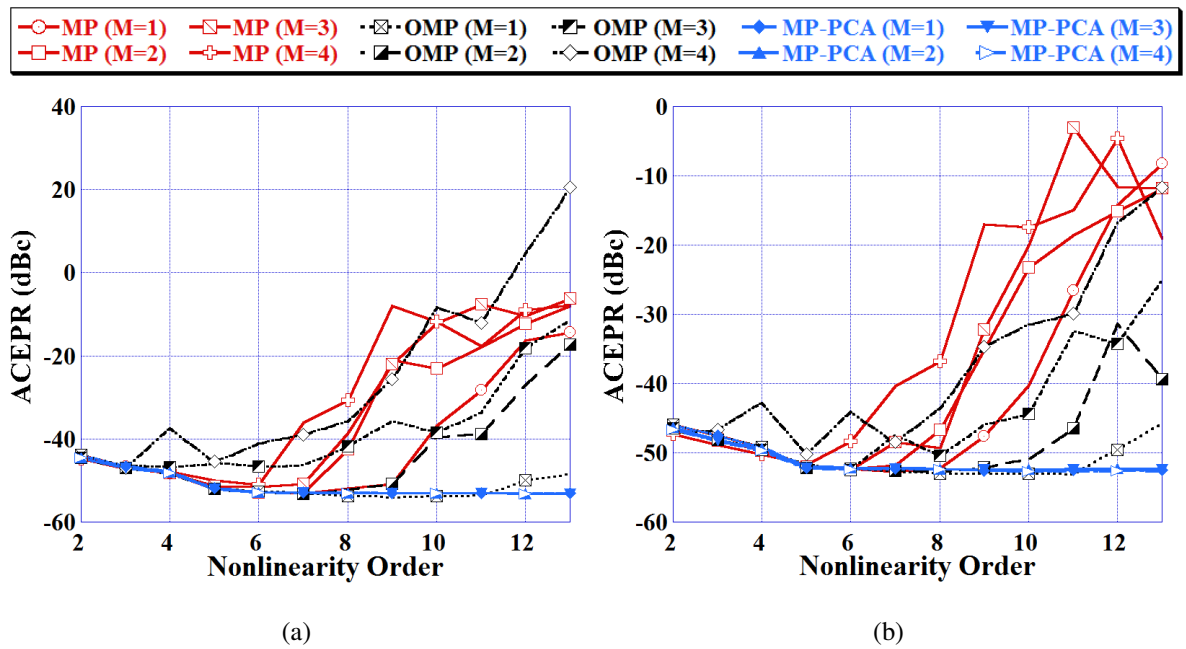 MP (M=1) MP (M=3) OMP (M=1) OMP (M=3) MP-PCA (M=1) MP-PCA (M=3)
MP (M=2) MP (M=4) OMP (M=2) OMP (M=4) MP-PCA (M=2) MP-PCA (M=4)
40
20
0
-20
-40
-60
ACEPR (dBc)
2 4 6 8 10 12
Nonlinearity Order
(a)
-0
-10
-20
-30
-40
-50
-60
ACEPR (dBc)
2 4 6 8 10 12
Nonlinearity Order
(b)